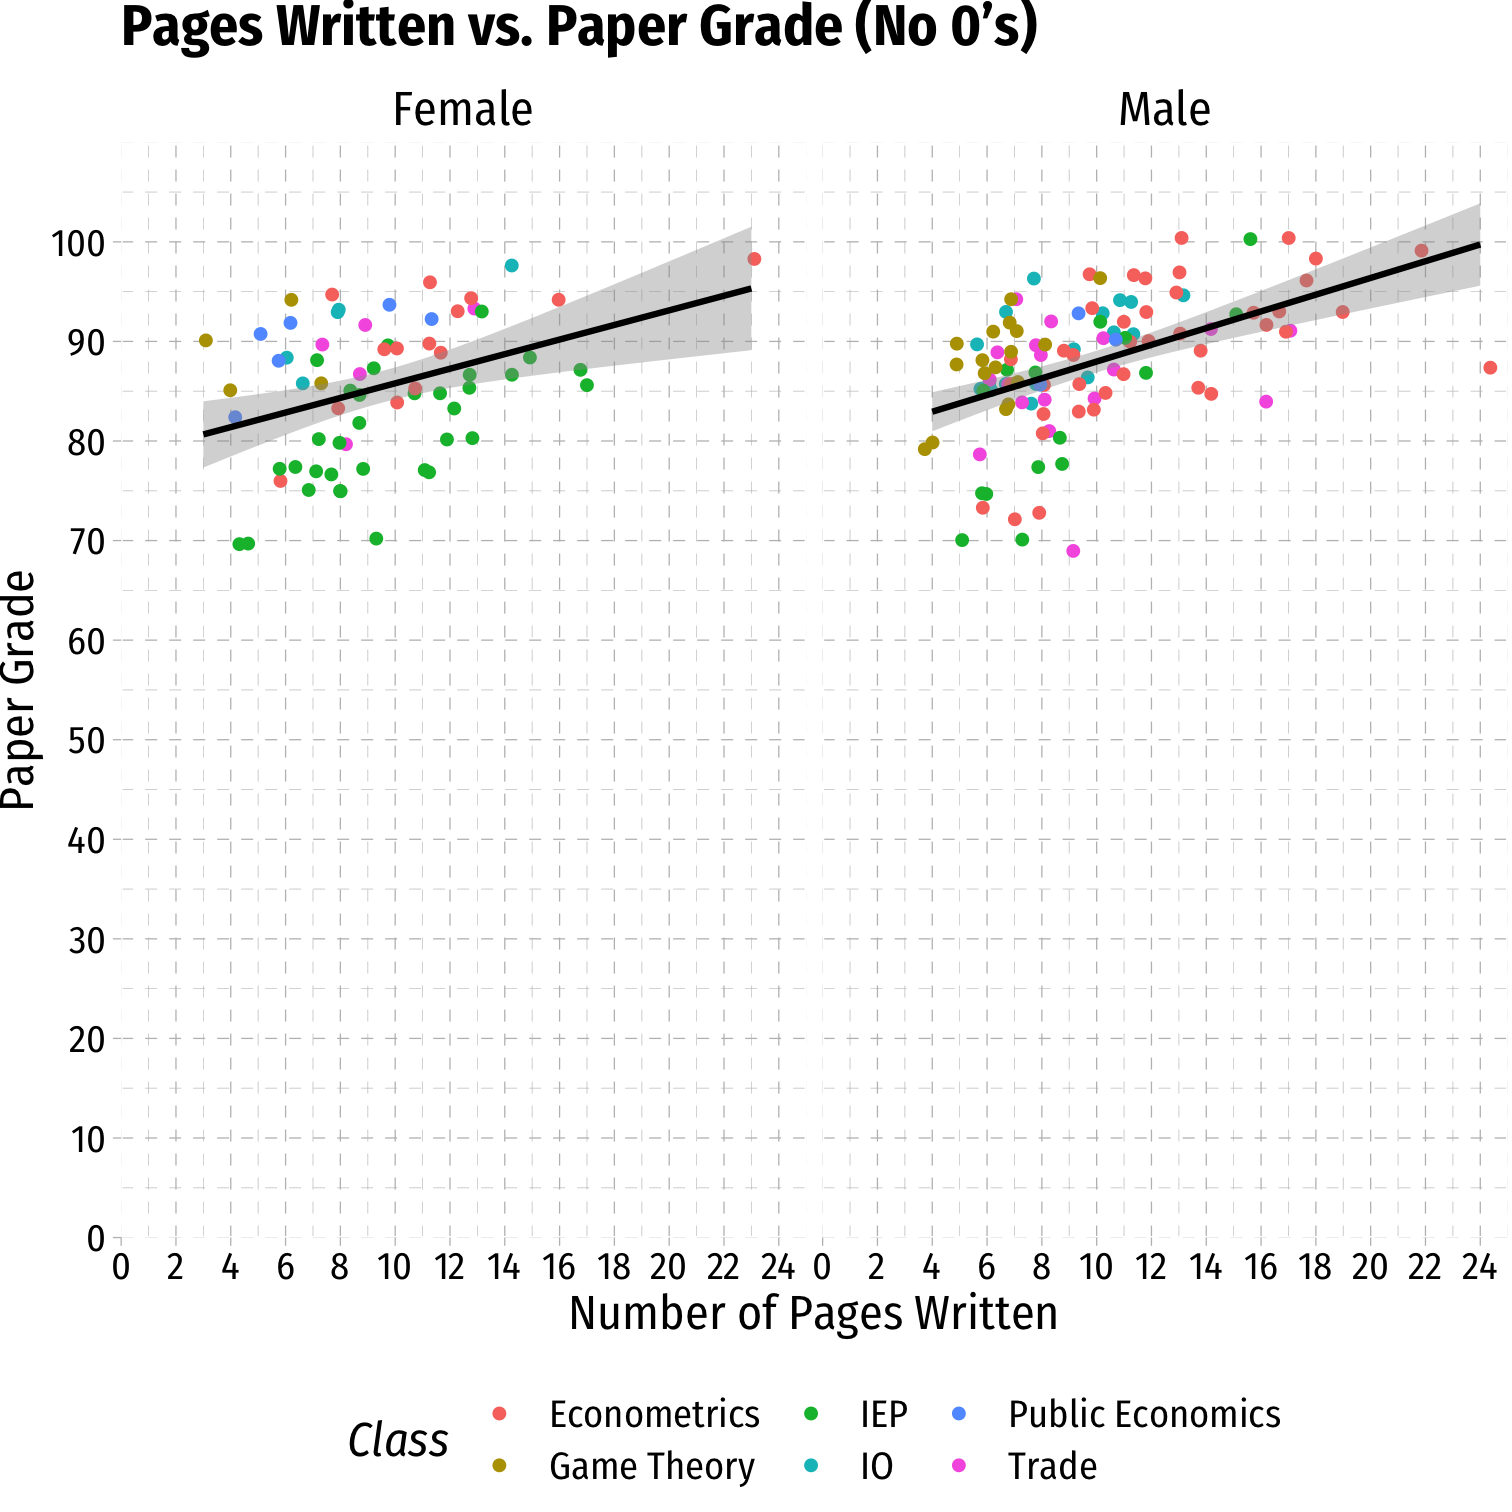 Pages Written vs. Paper Grade (No 0’s)
Female
Male
Paper Grade
100
90
80
70
60
50
40
30
20
10
0
0 2 4 6 8 10 12 14 16 18 20 22 24
0 2 4 6 8 10 12 14 16 18 20 22 24
Number of Pages Written
Class
Econometrics
IEP
Public Economics
Game Theory
IO
Trade